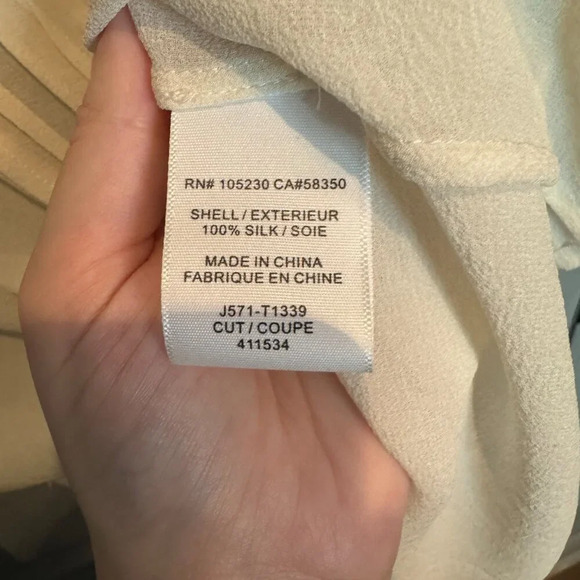 RN# 105230 CA#58350
SHELL / EXTERIEUR
100% SILK / SOIE
MADE IN CHINA
FABRIQUE EN CHINE
J571-T1339
CUT / COUPE
411534